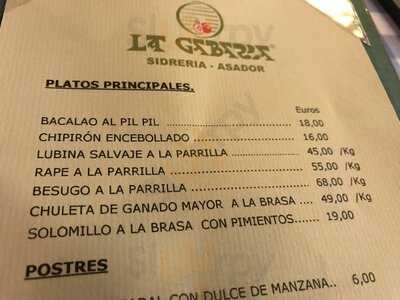 LA GABARRA
SIDRERIA - ASADOR
PLATOS PRINCIPALES.
Euros
BACALAO AL PIL PIL ........................ 18,00
CHIPIRÓN ENCEBOLLADO .................... 16,00
LUBINA SALVAJE A LA PARRILLA ................ 45,00 /Kg
RAPE A LA PARRILLA ........................ 55,00 /Kg
BESUGO A LA PARRILLA ..................... 68,00 /Kg
CHULETA DE GANADO MAYOR A LA BRASA .... 49,00 /Kg
SOLOMILLO A LA BRASA CON PIMIENTOS...... 19,00
POSTRES
CON DULCE DE MANZANA.. 6,00